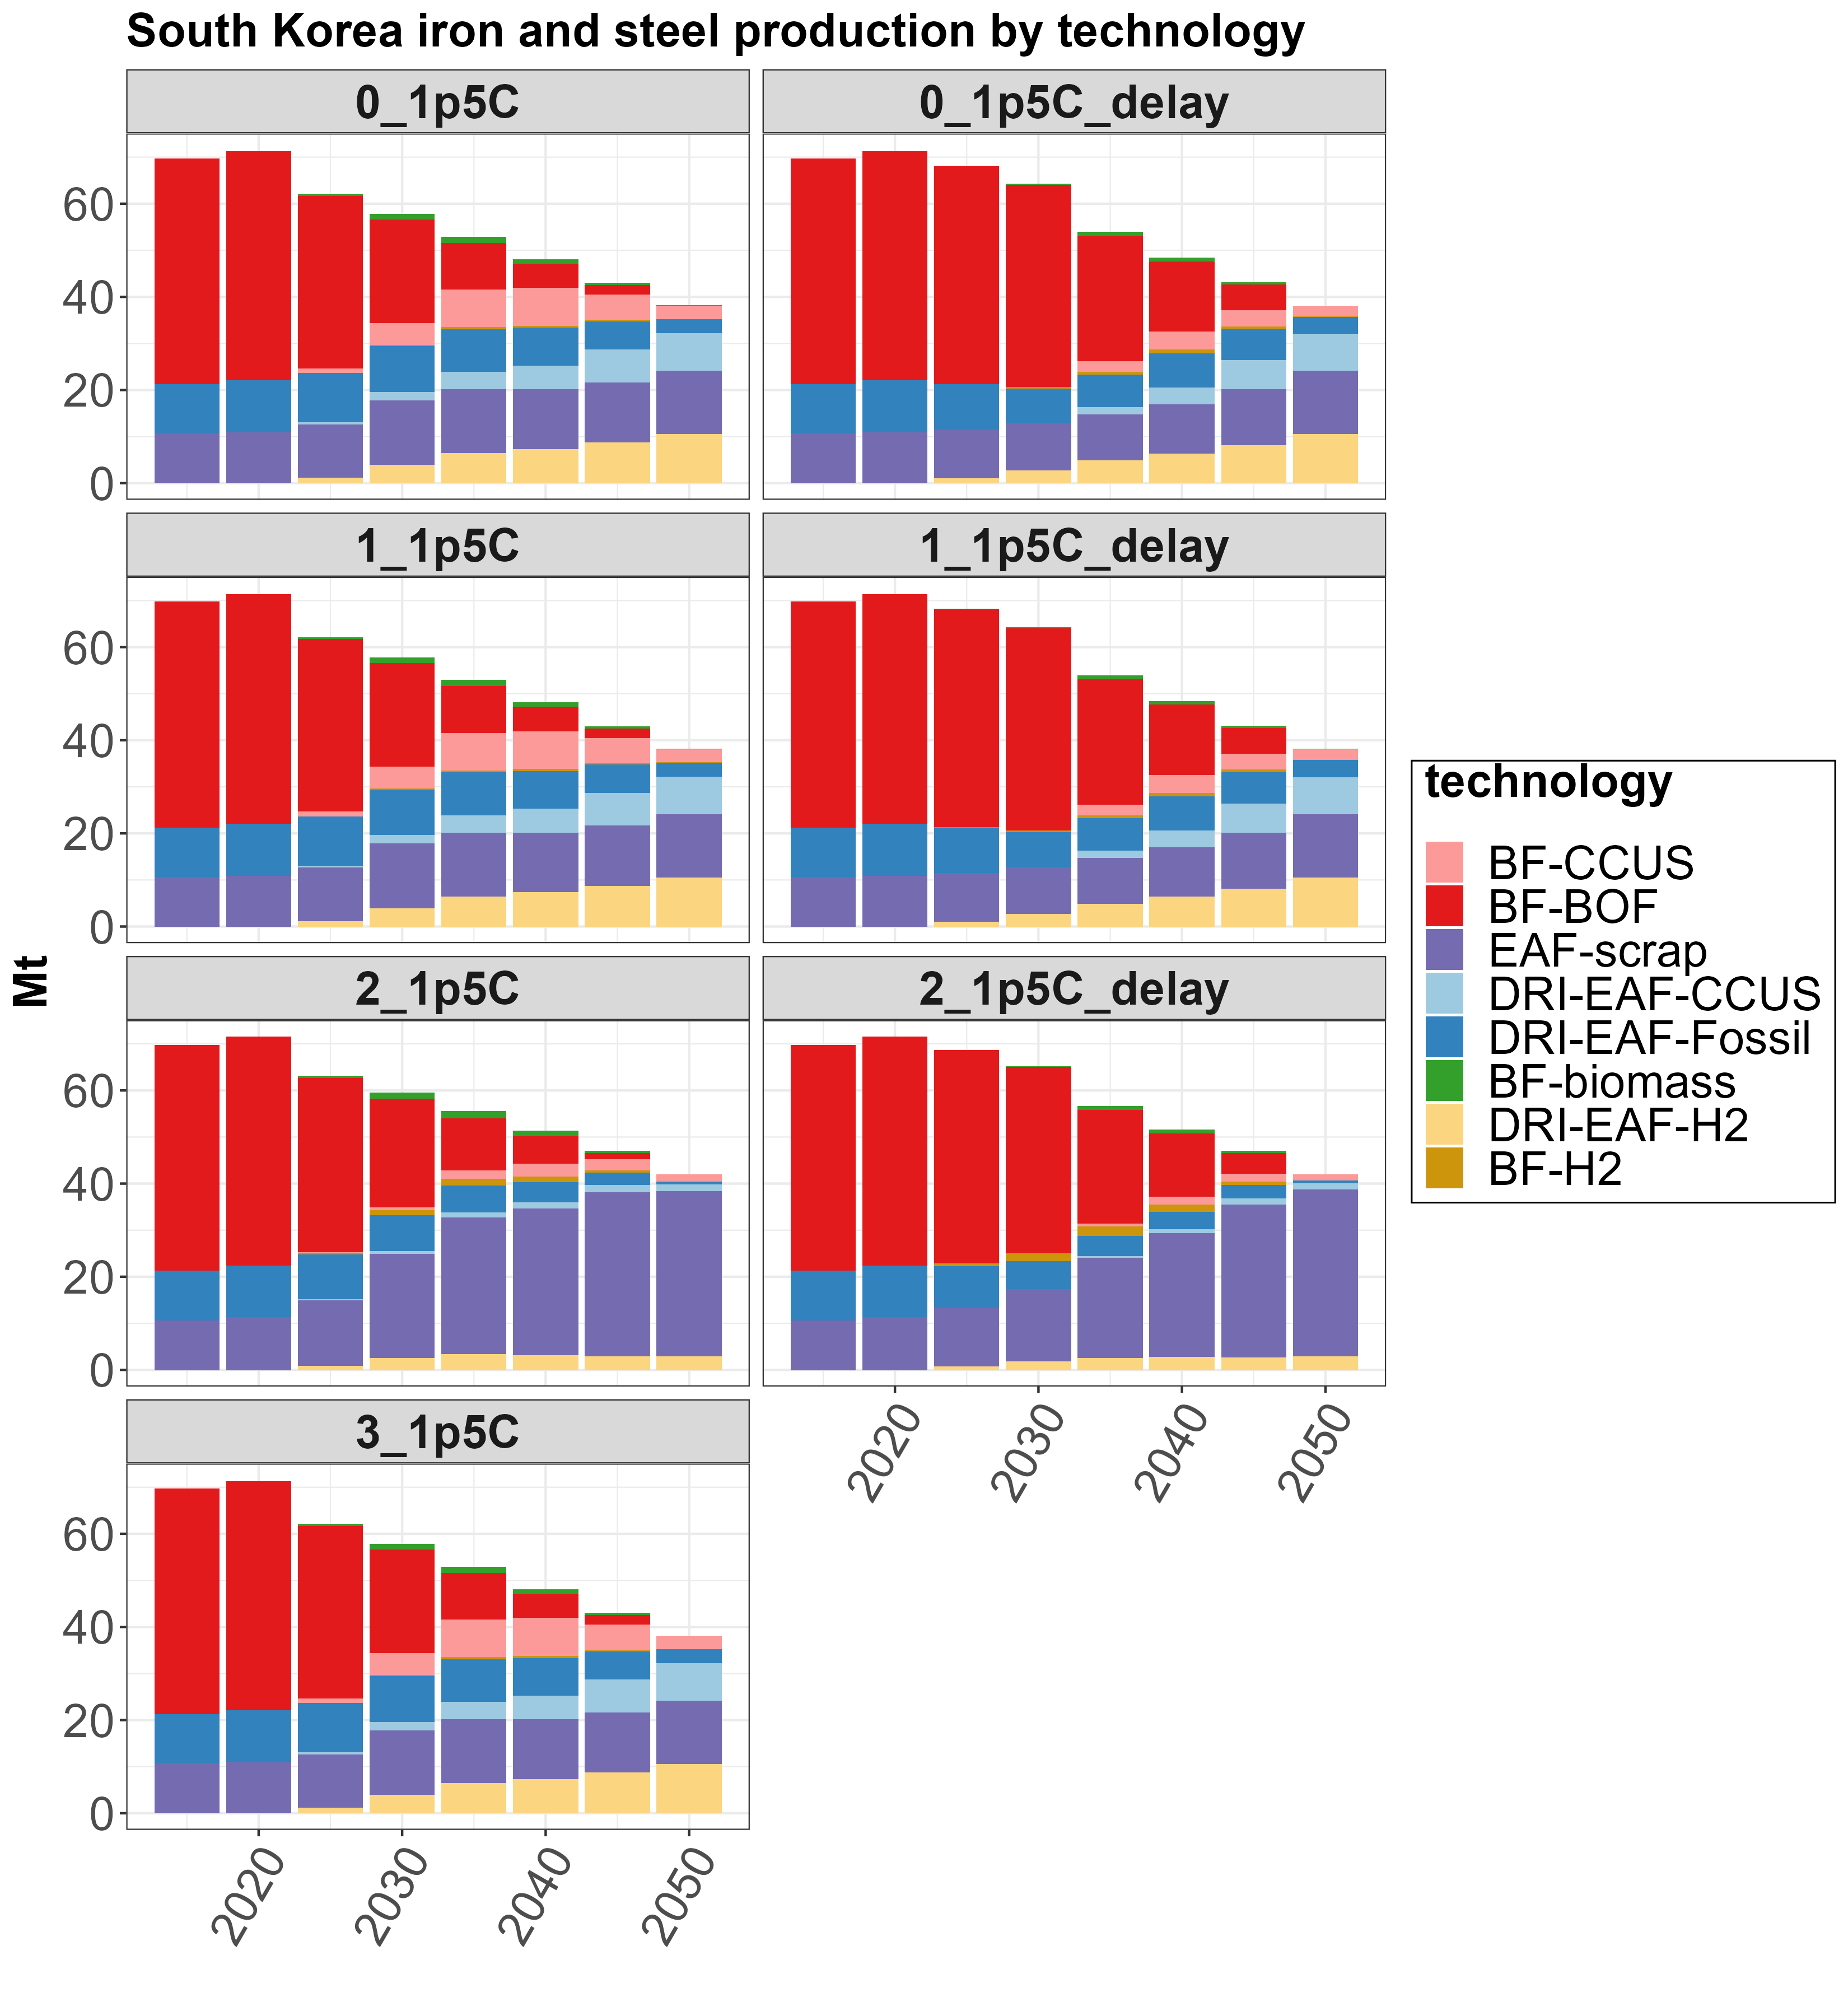 South Korea iron and steel production by technology
0_1p5C
0_1p5C_delay
60
40
20
0
1_1p5C
1_1p5C_delay
60
40
20
0
2_1p5C
2_1p5C_delay
60
40
20
0
2020
2030
2040
2050
3_1p5C
60
40
20
0
2020
2030
2040
2050
Mt
technology
BF-CCUS
BF-BOF
EAF-scrap
DRI-EAF-CCUS
DRI-EAF-Fossil
BF-biomass
DRI-EAF-H2
BF-H2